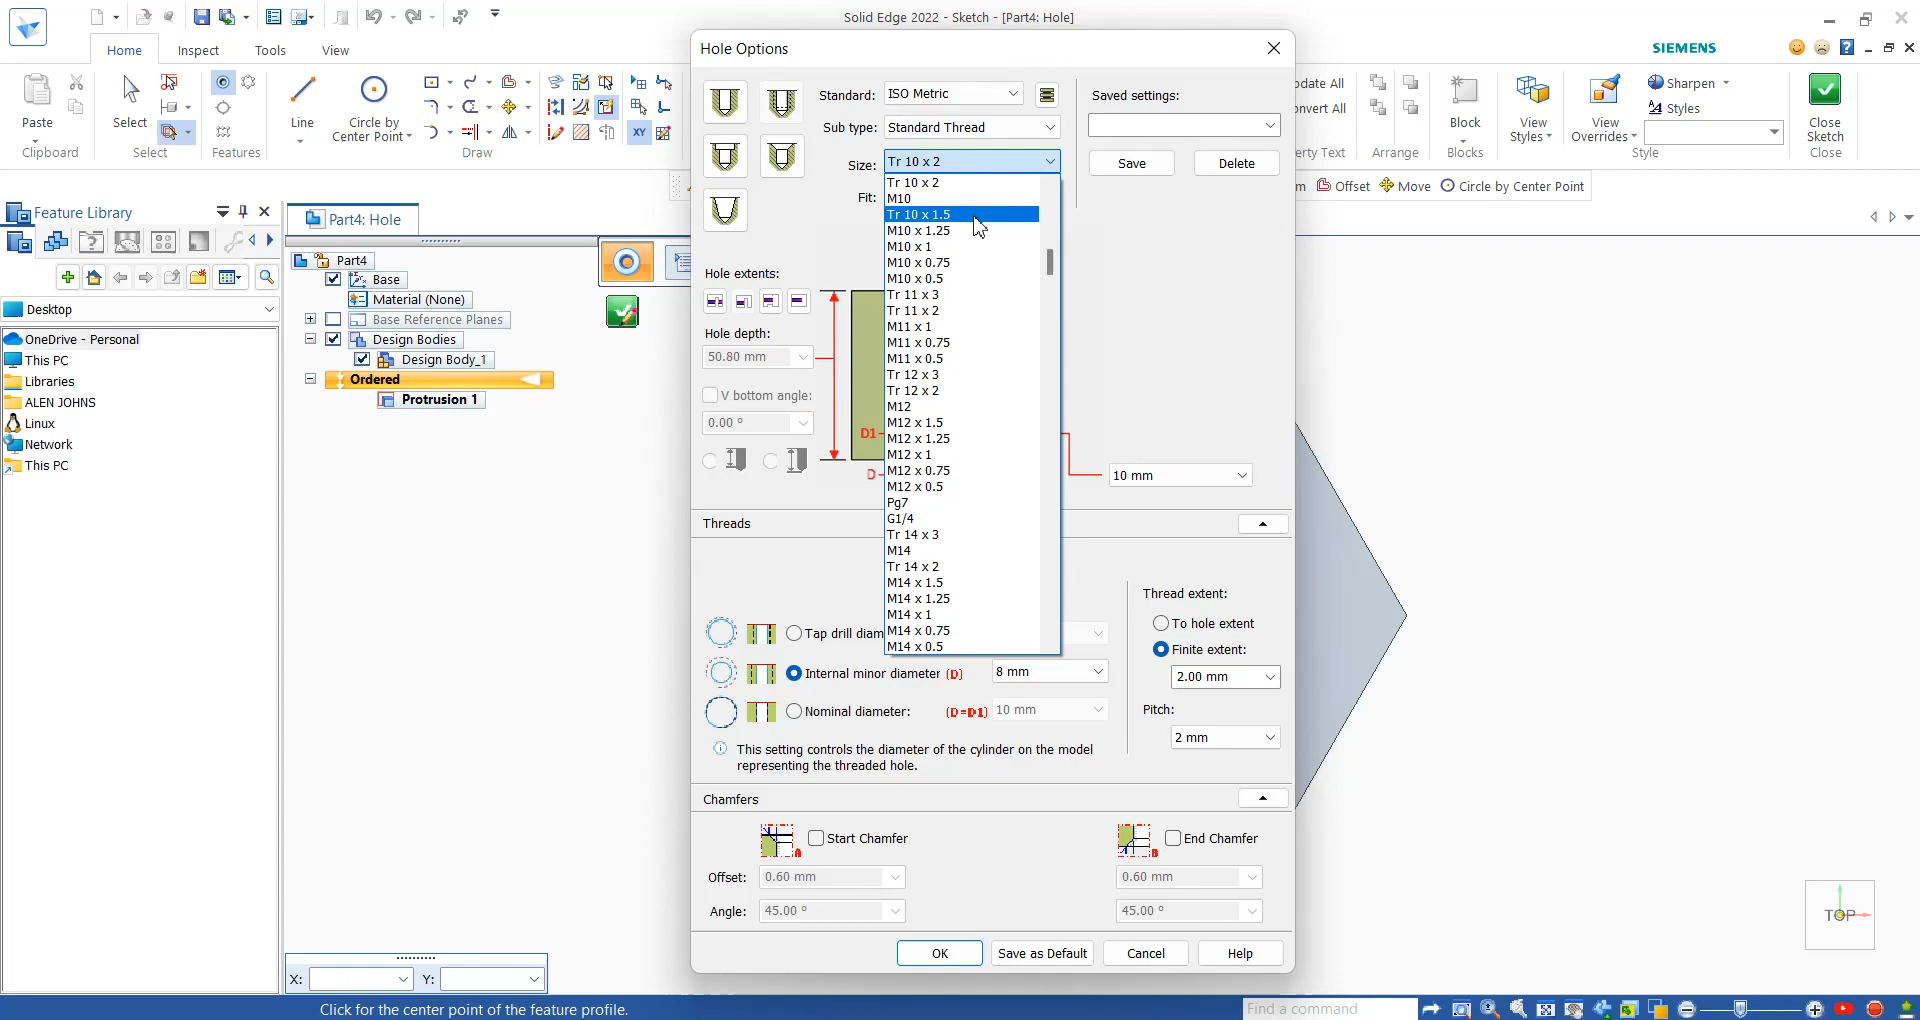 Solid Edge 2022 - Sketch - [Part4: Hole]
Home
Inspect
Tools
View
SIEMENS
Paste
Clipboard
Select
Select
Features
Line
Circle by
Center Point
Draw
Block
Blocks
Arrange
View
Styles
View
Overrides
Sharpen
Styles
Style
Close
Sketch
Close
Offset
Move
Circle by Center Point
Feature Library
Desktop
OneDrive - Personal
This PC
Libraries
ALEN JOHNS
Linux
Network
This PC
Part4: Hole
Part4
Base
Material (None)
Base Reference Planes
Design Bodies
Design Body_1
Ordered
Protrusion 1
X:
Y:
Hole Options
Standard:
ISO Metric
Sub type:
Standard Thread
Size:
Tr 10 x 2
Fit:
Tr 10 x 2
M10
Tr 10 x 1.5
M10 x 1.25
M10 x 1
M10 x 0.75
M10 x 0.5
Tr 11 x 3
Tr 11 x 2
M11 x 1
M11 x 0.75
M11 x 0.5
Tr 12 x 3
Tr 12 x 2
M12
M12 x 1.5
M12 x 1.25
M12 x 1
M12 x 0.75
M12 x 0.5
Pg7
G1/4
Tr 14 x 3
M14
Tr 14 x 2
M14 x 1.5
M14 x 1.25
M14 x 1
M14 x 0.75
M14 x 0.5
Saved settings:
Save
Delete
Hole extents:
Hole depth:
50.80 mm
V bottom angle:
0.00 °
D1
D
10 mm
Threads
Tap drill diam
Internal minor diameter (D)
8 mm
Nominal diameter: (D=D1)
10 mm
This setting controls the diameter of the cylinder on the model
representing the threaded hole.
Thread extent:
To hole extent
Finite extent:
2.00 mm
Pitch:
2 mm
Chamfers
Start Chamfer
Offset:
0.60 mm
Angle:
45.00 °
End Chamfer
0.60 mm
45.00 °
OK
Save as Default
Cancel
Help
TOP
Click for the center point of the feature profile.
Find a command